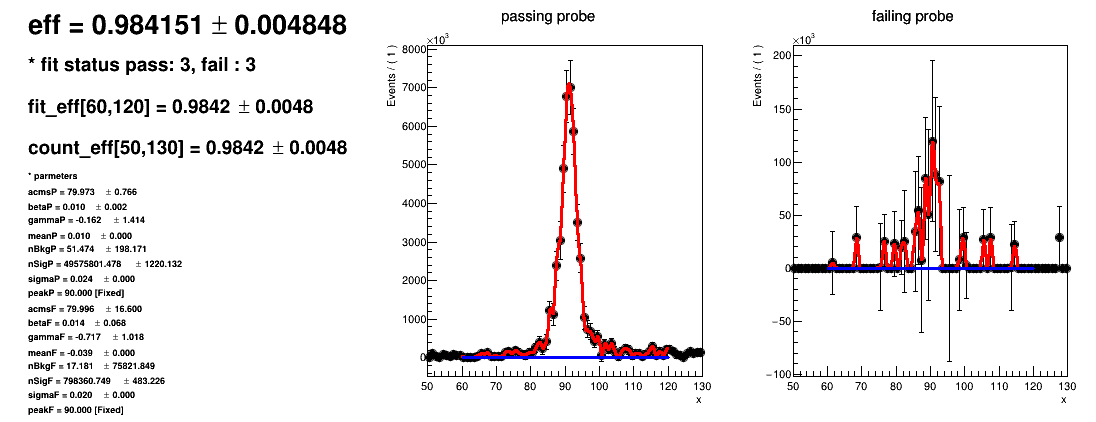 eff = 0.984151 ± 0.004848
* fit status pass: 3, fail : 3
fit_eff[60,120] = 0.9842 ± 0.0048
count_eff[50,130] = 0.9842 ± 0.0048
* parmeters
acmsP = 79.973 ± 0.766
betaP = 0.010 ± 0.002
gammaP = -0.162 ± 1.414
meanP = 0.010 ± 0.000
nBkgP = 51.474 ± 198.171
nSigP = 49575801.478 ± 1220.132
sigmaP = 0.024 ± 0.000
peakP = 90.000 [Fixed]
acmsF = 79.996 ± 16.600
betaF = 0.014 ± 0.068
gammaF = -0.717 ± 1.018
meanF = -0.039 ± 0.000
nBkgF = 17.181 ± 75821.849
nSigF = 798360.749 ± 483.226
sigmaF = 0.020 ± 0.000
peakF = 90.000 [Fixed]
passing probe
×10³
Events / ( 1 )
8000
7000
6000
5000
4000
3000
2000
1000
0
50 60 70 80 90 100 110 120 130
x
failing probe
×10³
Events / ( 1 )
200
150
100
50
0
−50
−100
50 60 70 80 90 100 110 120 130
x